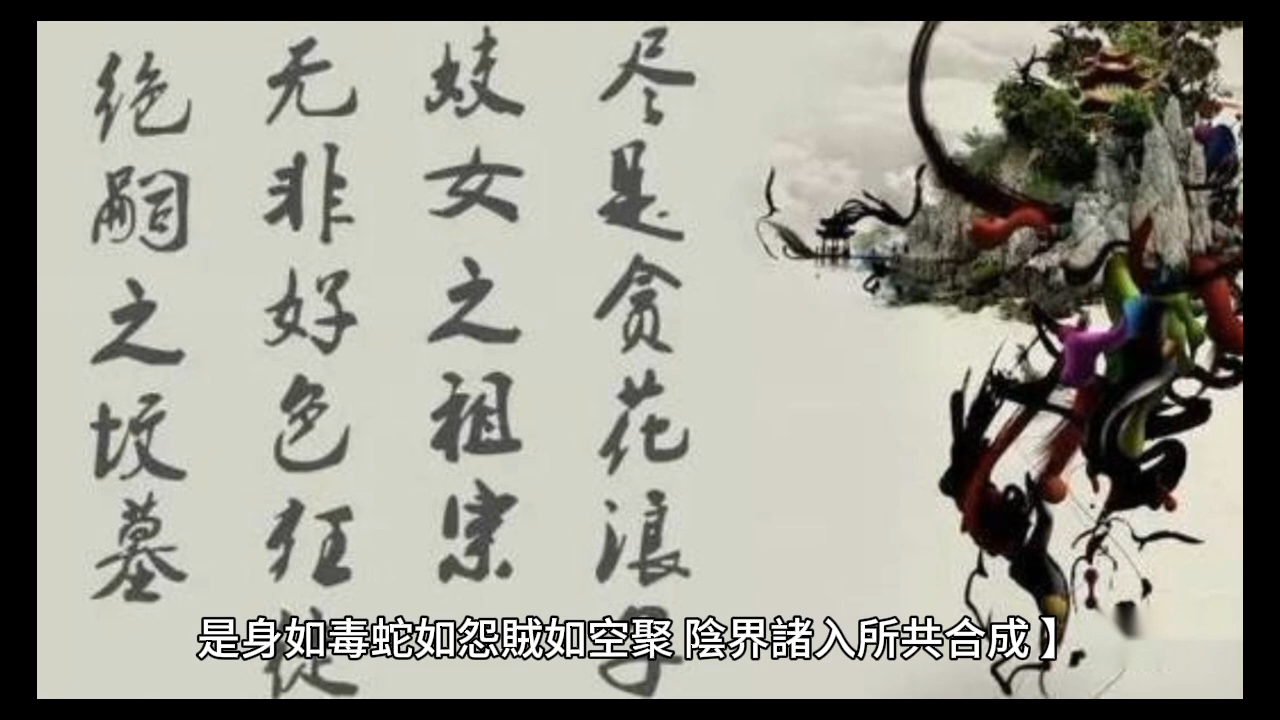 妓女之祖宗
尽是贪花浪子
绝嗣之坟墓
无非好色狂徒
是身如毒蛇如怨賊如空聚 陰界諸入所共合成】